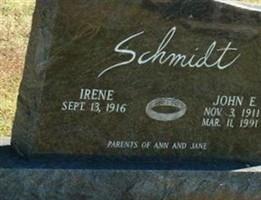 Schmidt
IRENE
SEPT. 13, 1916
JOHN E.
NOV. 3, 1911
MAR. 11, 1991
PARENTS OF ANN AND JANE